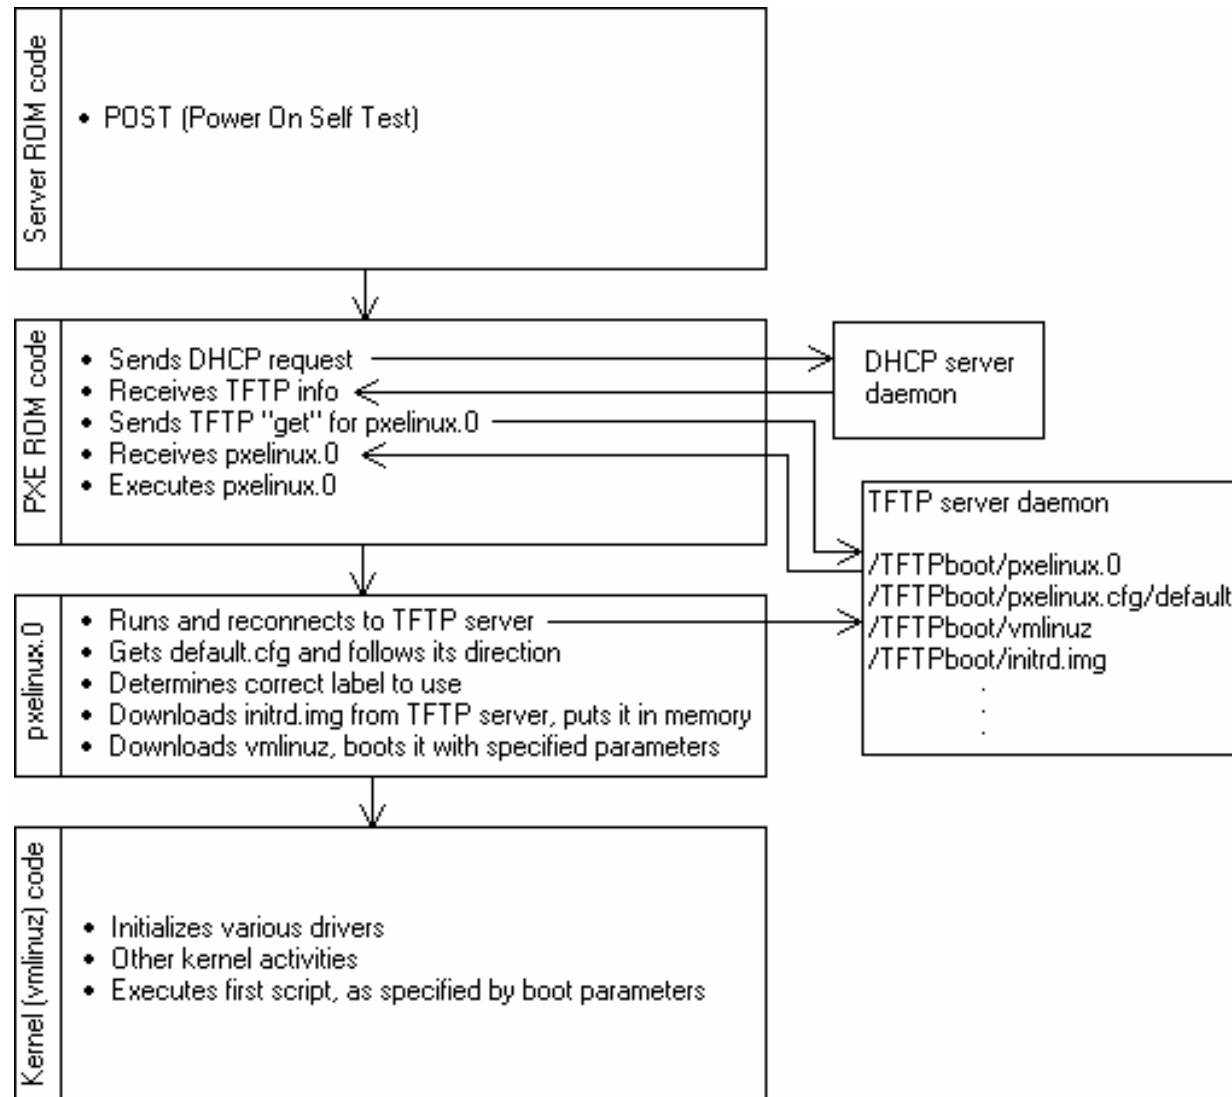 Server ROM code
• POST (Power On Self Test)
PXE ROM code
• Sends DHCP request
• Receives TFTP info
• Sends TFTP "get" for pxelinux.0
• Receives pxelinux.0
• Executes pxelinux.0
DHCP server
daemon
TFTP server daemon
/TFTPboot/pxelinux.0
/TFTPboot/pxelinux.cfg/default
/TFTPboot/vmlinuz
/TFTPboot/initrd.img
.
.
.
pxelinux.0
• Runs and reconnects to TFTP server
• Gets default.cfg and follows its direction
• Determines correct label to use
• Downloads initrd.img from TFTP server, puts it in memory
• Downloads vmlinuz, boots it with specified parameters
Kernel (vmlinuz) code
• Initializes various drivers
• Other kernel activities
• Executes first script, as specified by boot parameters